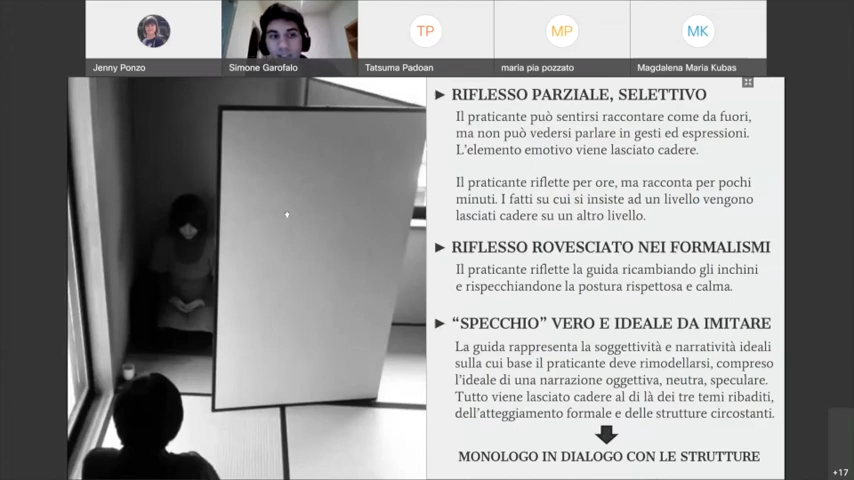 TP
MP
MK
Jenny Ponzo
Simone Garofalo
Tatsuma Padoan
maria pia pozzato
Magdalena Maria Kubas
► RIFLESSO PARZIALE, SELETTIVO
Il praticante può sentirsi raccontare come da fuori,
ma non può vedersi parlare in gesti ed espressioni.
L'elemento emotivo viene lasciato cadere.
Il praticante riflette per ore, ma racconta per pochi
minuti. I fatti su cui si insiste ad un livello vengono
lasciati cadere su un altro livello.
► RIFLESSO ROVESCIATO NEI FORMALISMI
Il praticante riflette la guida ricambiando gli inchini
e rispecchiandone la postura rispettosa e calma.
► “SPECCHIO” VERO E IDEALE DA IMITARE
La guida rappresenta la soggettività e narratività ideali
sulla cui base il praticante deve rimodellarsi, compreso
l'ideale di una narrazione oggettiva, neutra, speculare.
Tutto viene lasciato cadere al di là dei tre temi ribaditi,
dell'atteggiamento formale e delle strutture circostanti.
MONOLOGO IN DIALOGO CON LE STRUTTURE
+17